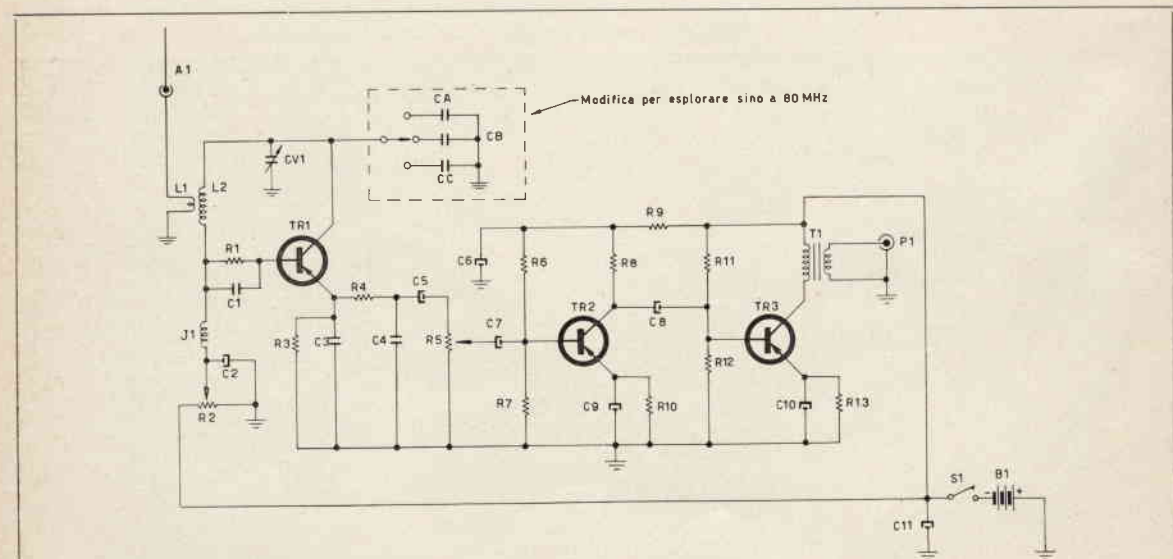 A1
CA
Modifica per esplorare sino a 80 MHz
CB
CV1
CC
L1
L2
TR1
R1
C1
R9
T1
P1
C6
R6
R8
R11
C5
R4
TR2
C8
TR3
J1
C7
R3
C3
C4
R5
C2
R12
R2
R7
C9
R10
C10
R13
S1
B1
- +
C11